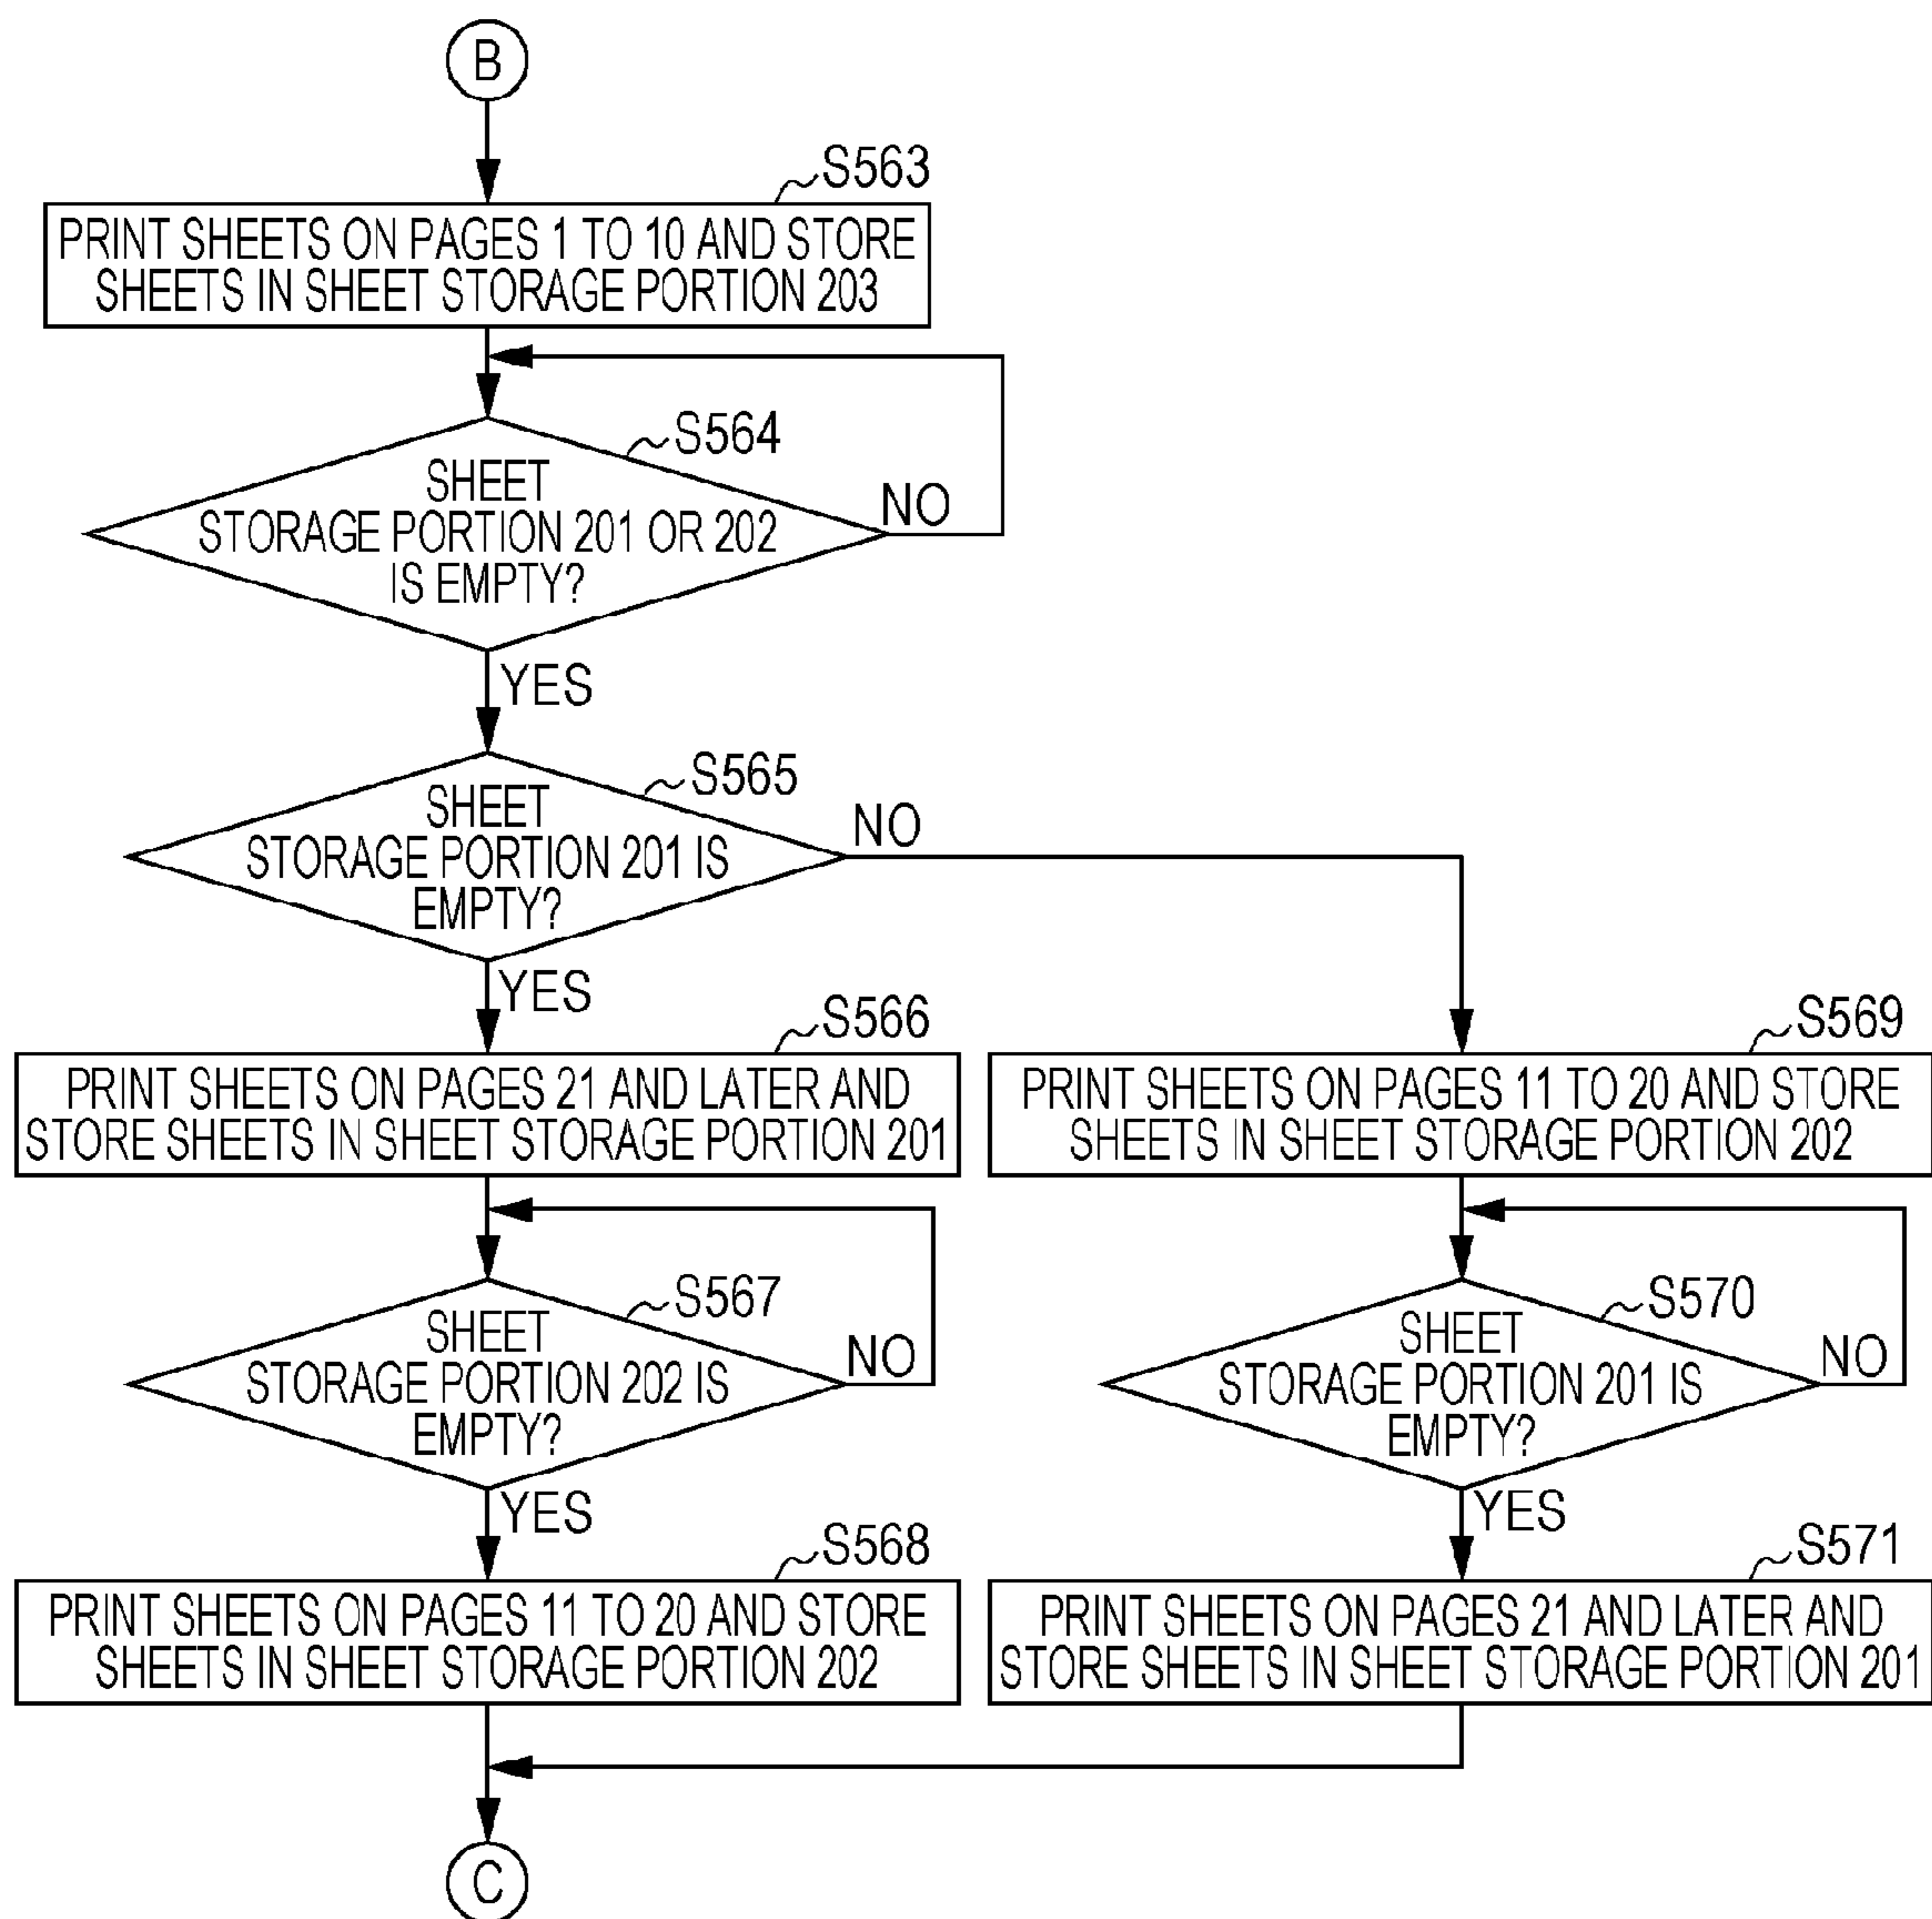 B
S563
PRINT SHEETS ON PAGES 1 TO 10 AND STORE
SHEETS IN SHEET STORAGE PORTION 203
S564
SHEET
STORAGE PORTION 201 OR 202
IS EMPTY?
NO
YES
S565
SHEET
STORAGE PORTION 201 IS
EMPTY?
NO
YES
S566
PRINT SHEETS ON PAGES 21 AND LATER AND
STORE SHEETS IN SHEET STORAGE PORTION 201
S567
SHEET
STORAGE PORTION 202 IS
EMPTY?
NO
YES
S568
PRINT SHEETS ON PAGES 11 TO 20 AND STORE
SHEETS IN SHEET STORAGE PORTION 202
S569
PRINT SHEETS ON PAGES 11 TO 20 AND STORE
SHEETS IN SHEET STORAGE PORTION 202
S570
SHEET
STORAGE PORTION 201 IS
EMPTY?
NO
YES
S571
PRINT SHEETS ON PAGES 21 AND LATER AND
STORE SHEETS IN SHEET STORAGE PORTION 201
C